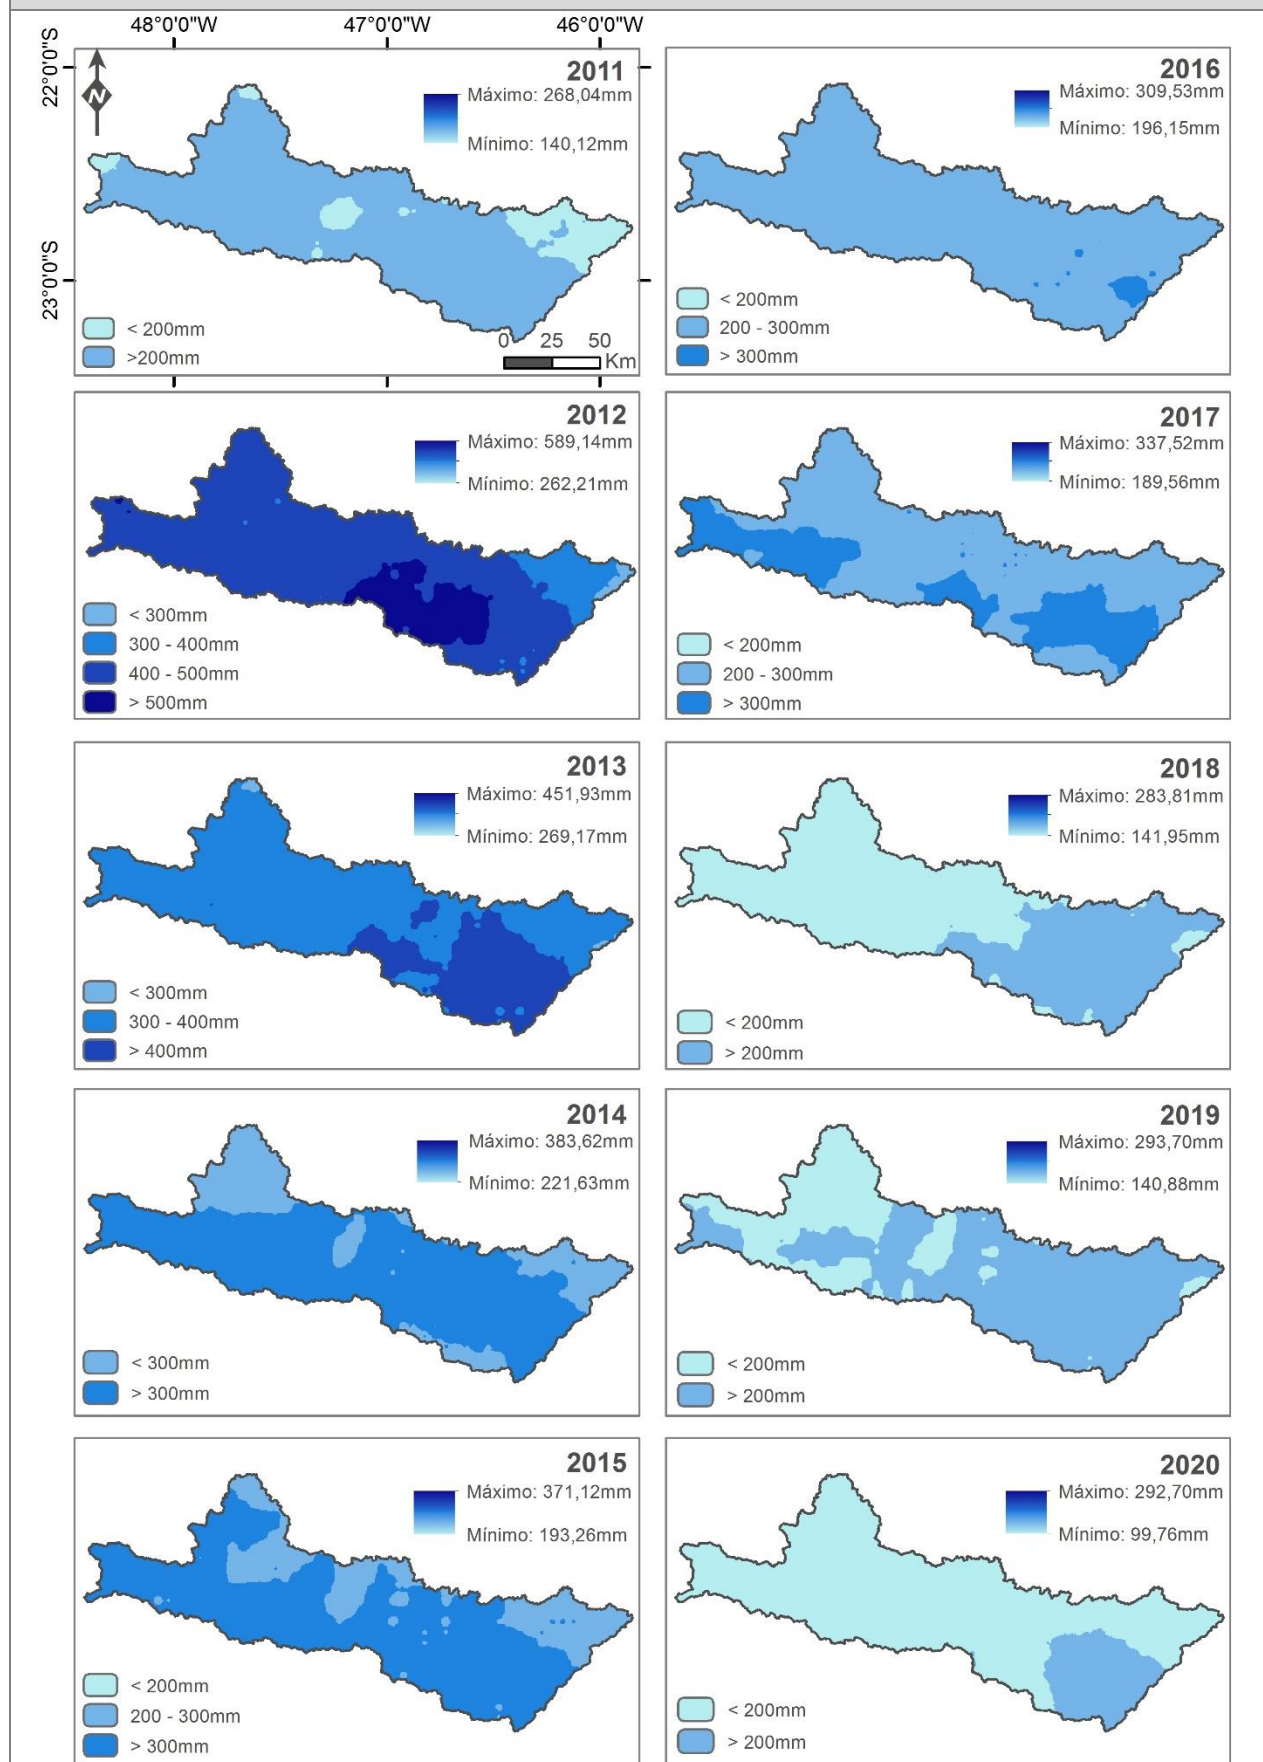 48°0'0"W 47°0'0"W 46°0'0"W
22°0'0"S
23°0'0"S
N
2011
Máximo: 268,04mm
Mínimo: 140,12mm
< 200mm
>200mm
0 25 50
Km
2016
Máximo: 309,53mm
Mínimo: 196,15mm
< 200mm
200 - 300mm
> 300mm
2012
Máximo: 589,14mm
Mínimo: 262,21mm
< 300mm
300 - 400mm
400 - 500mm
> 500mm
2017
Máximo: 337,52mm
Mínimo: 189,56mm
< 200mm
200 - 300mm
> 300mm
2013
Máximo: 451,93mm
Mínimo: 269,17mm
< 300mm
300 - 400mm
> 400mm
2018
Máximo: 283,81mm
Mínimo: 141,95mm
< 200mm
> 200mm
2014
Máximo: 383,62mm
Mínimo: 221,63mm
< 300mm
> 300mm
2019
Máximo: 293,70mm
Mínimo: 140,88mm
< 200mm
> 200mm
2015
Máximo: 371,12mm
Mínimo: 193,26mm
< 200mm
200 - 300mm
> 300mm
2020
Máximo: 292,70mm
Mínimo: 99,76mm
< 200mm
> 200mm